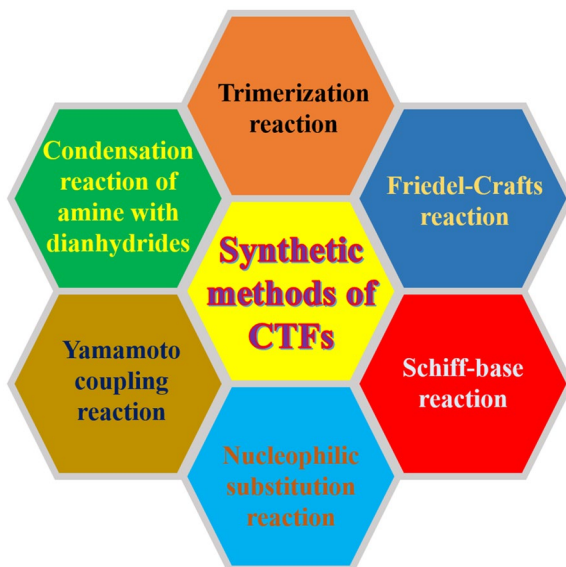 Trimerization
reaction
Condensation
reaction of
amine with
dianhydrides
Friedel-Crafts
reaction
Synthetic
methods of
CTFs
Yamamoto
coupling
reaction
Schiff-base
reaction
Nucleophilic
substitution
reaction